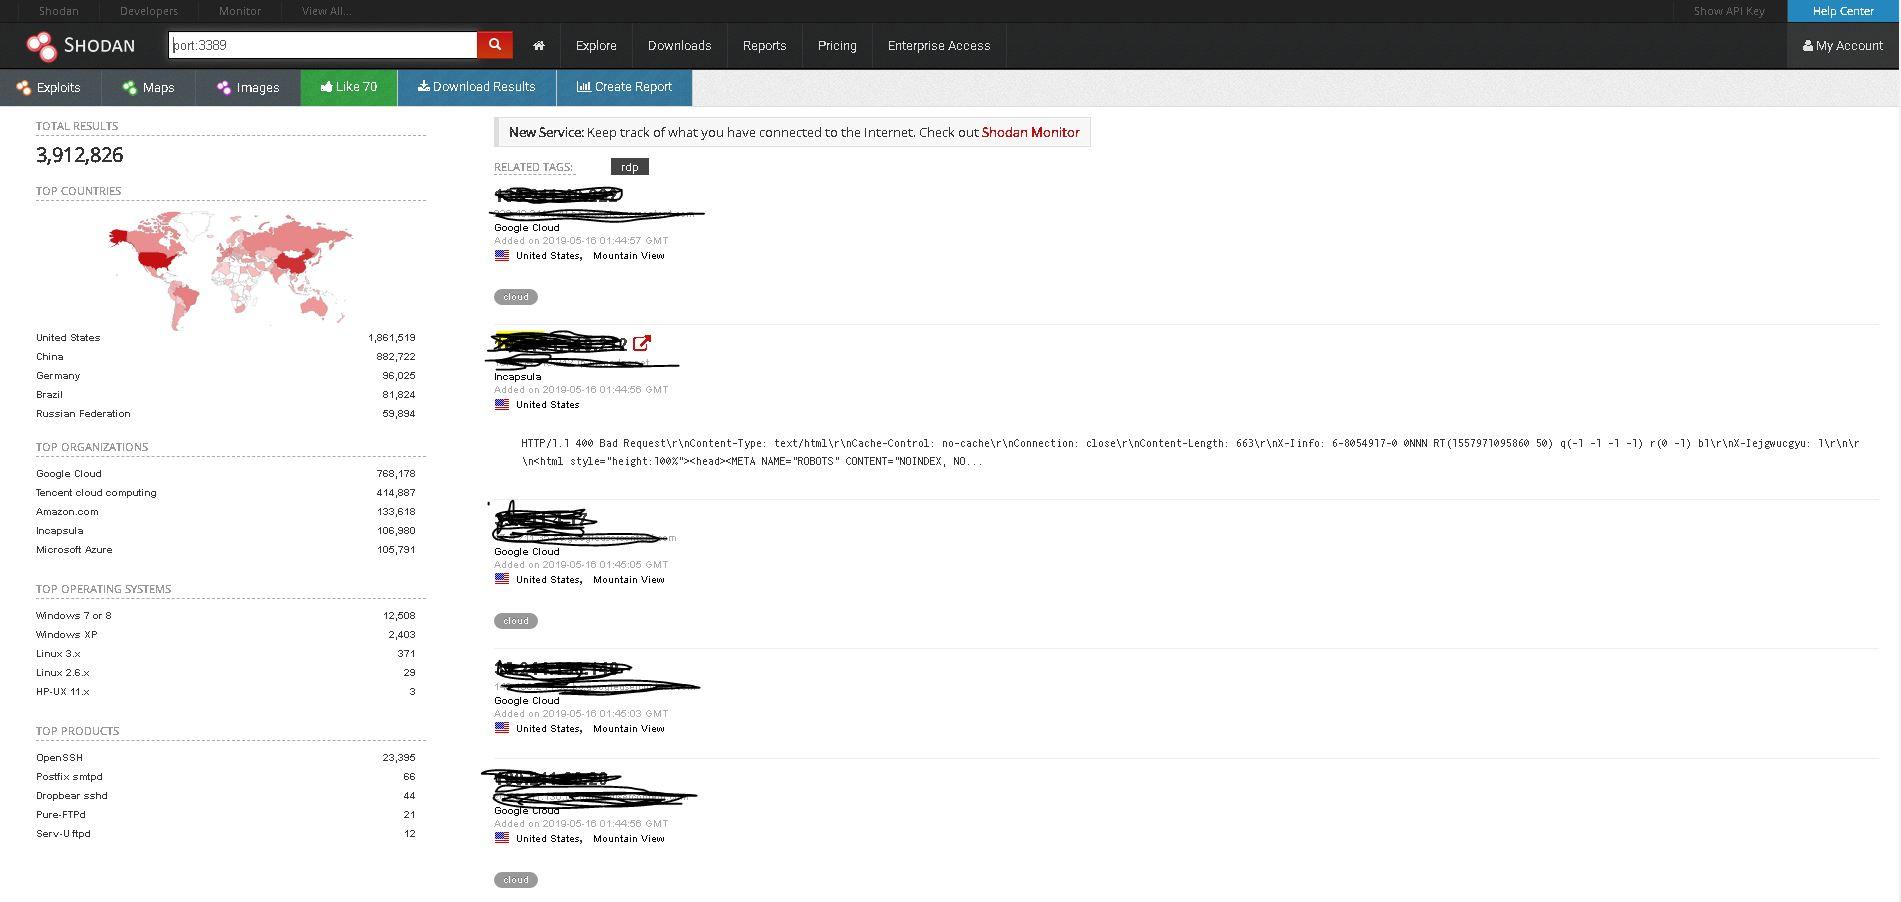 Shodan Developers Monitor View All... Show API Key Help Center
SHODAN port:3389 Explore Downloads Reports Pricing Enterprise Access My Account
Exploits Maps Images Like 70 Download Results Create Report
TOTAL RESULTS
3,912,826
TOP COUNTRIES
United States 1,861,519
China 882,722
Germany 96,025
Brazil 81,824
Russian Federation 59,894
TOP ORGANIZATIONS
Google Cloud 768,178
Tencent cloud computing 414,887
Amazon.com 133,618
Incapsula 106,980
Microsoft Azure 105,791
TOP OPERATING SYSTEMS
Windows 7 or 8 12,508
Windows XP 2,403
Linux 3.x 371
Linux 2.6.x 29
HP-UX 11.x 3
TOP PRODUCTS
OpenSSH 23,395
Postfix smtpd 66
Dropbear sshd 44
Pure-FTPd 21
Serv-U ftpd 12
New Service: Keep track of what you have connected to the Internet. Check out Shodan Monitor
RELATED TAGS: rdp
Google Cloud
Added on 2019-05-16 01:44:57 GMT
United States, Mountain View
cloud
Incapsula
Added on 2019-05-16 01:44:56 GMT
United States
HTTP/1.1 400 Bad Request\r\nContent-Type: text/html\r\nCache-Control: no-cache\r\nConnection: close\r\nContent-Length: 663\r\nX-Iinfo: 6-8054917-0 0NNN RT(1557971095860 50) q(-1 -1 -1 -1) r(0 -1) b1\r\nX-Iejgwucgyu: 1\r\n\r
\n<html style="height:100%"><head><META NAME="ROBOTS" CONTENT="NOINDEX, NO...
Google Cloud
Added on 2019-05-16 01:45:05 GMT
United States, Mountain View
cloud
Google Cloud
Added on 2019-05-16 01:45:03 GMT
United States, Mountain View
Google Cloud
Added on 2019-05-16 01:44:56 GMT
United States, Mountain View
cloud